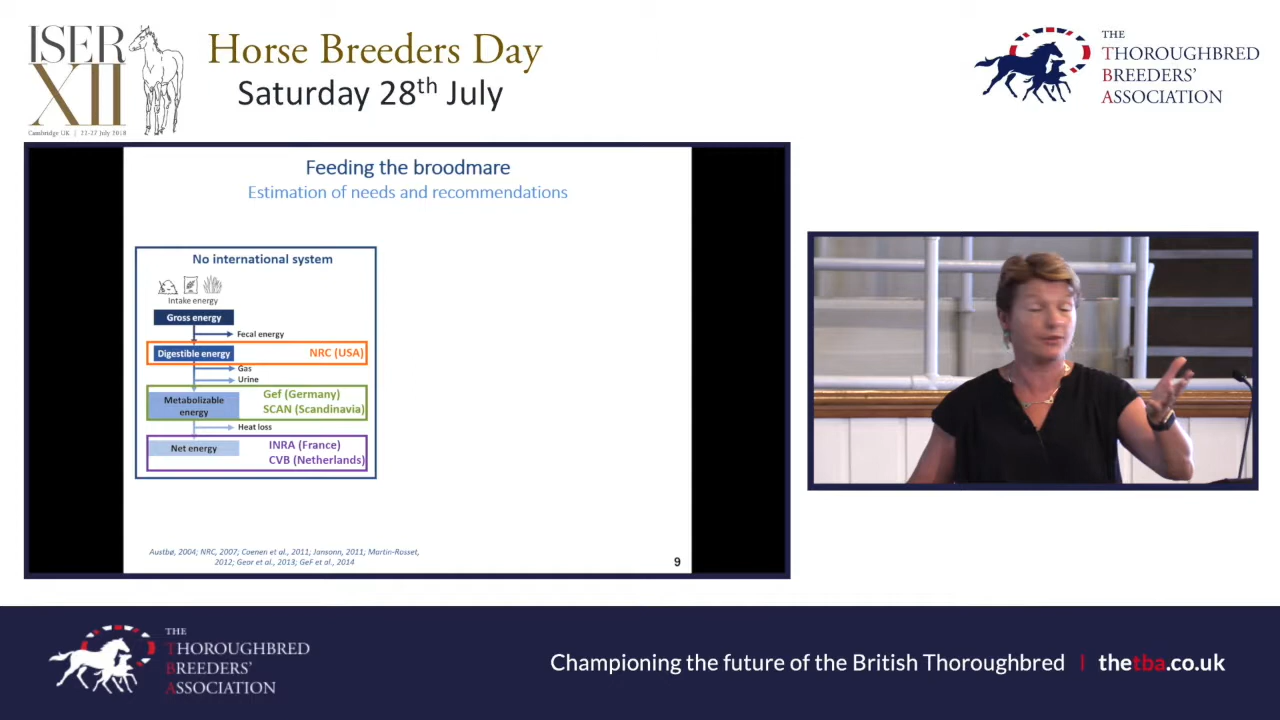 ISER
XII
Cambridge UK | 22-27 July 2018
Horse Breeders Day
Saturday 28th July
THE
THOROUGHBRED
BREEDERS'
ASSOCIATION
Feeding the broodmare
Estimation of needs and recommendations
No international system
Intake energy
Gross energy
Fecal energy
Digestible energy
NRC (USA)
Gas
Urine
Metabolizable
energy
Gef (Germany)
SCAN (Scandinavia)
Heat loss
Net energy
INRA (France)
CVB (Netherlands)
Austbø, 2004; NRC, 2007; Coenen et al., 2011; Jansonn, 2011; Martin-Rosset,
2012; Geor et al., 2013; GeF et al., 2014
9
THE
THOROUGHBRED
BREEDERS'
ASSOCIATION
Championing the future of the British Thoroughbred | thetba.co.uk